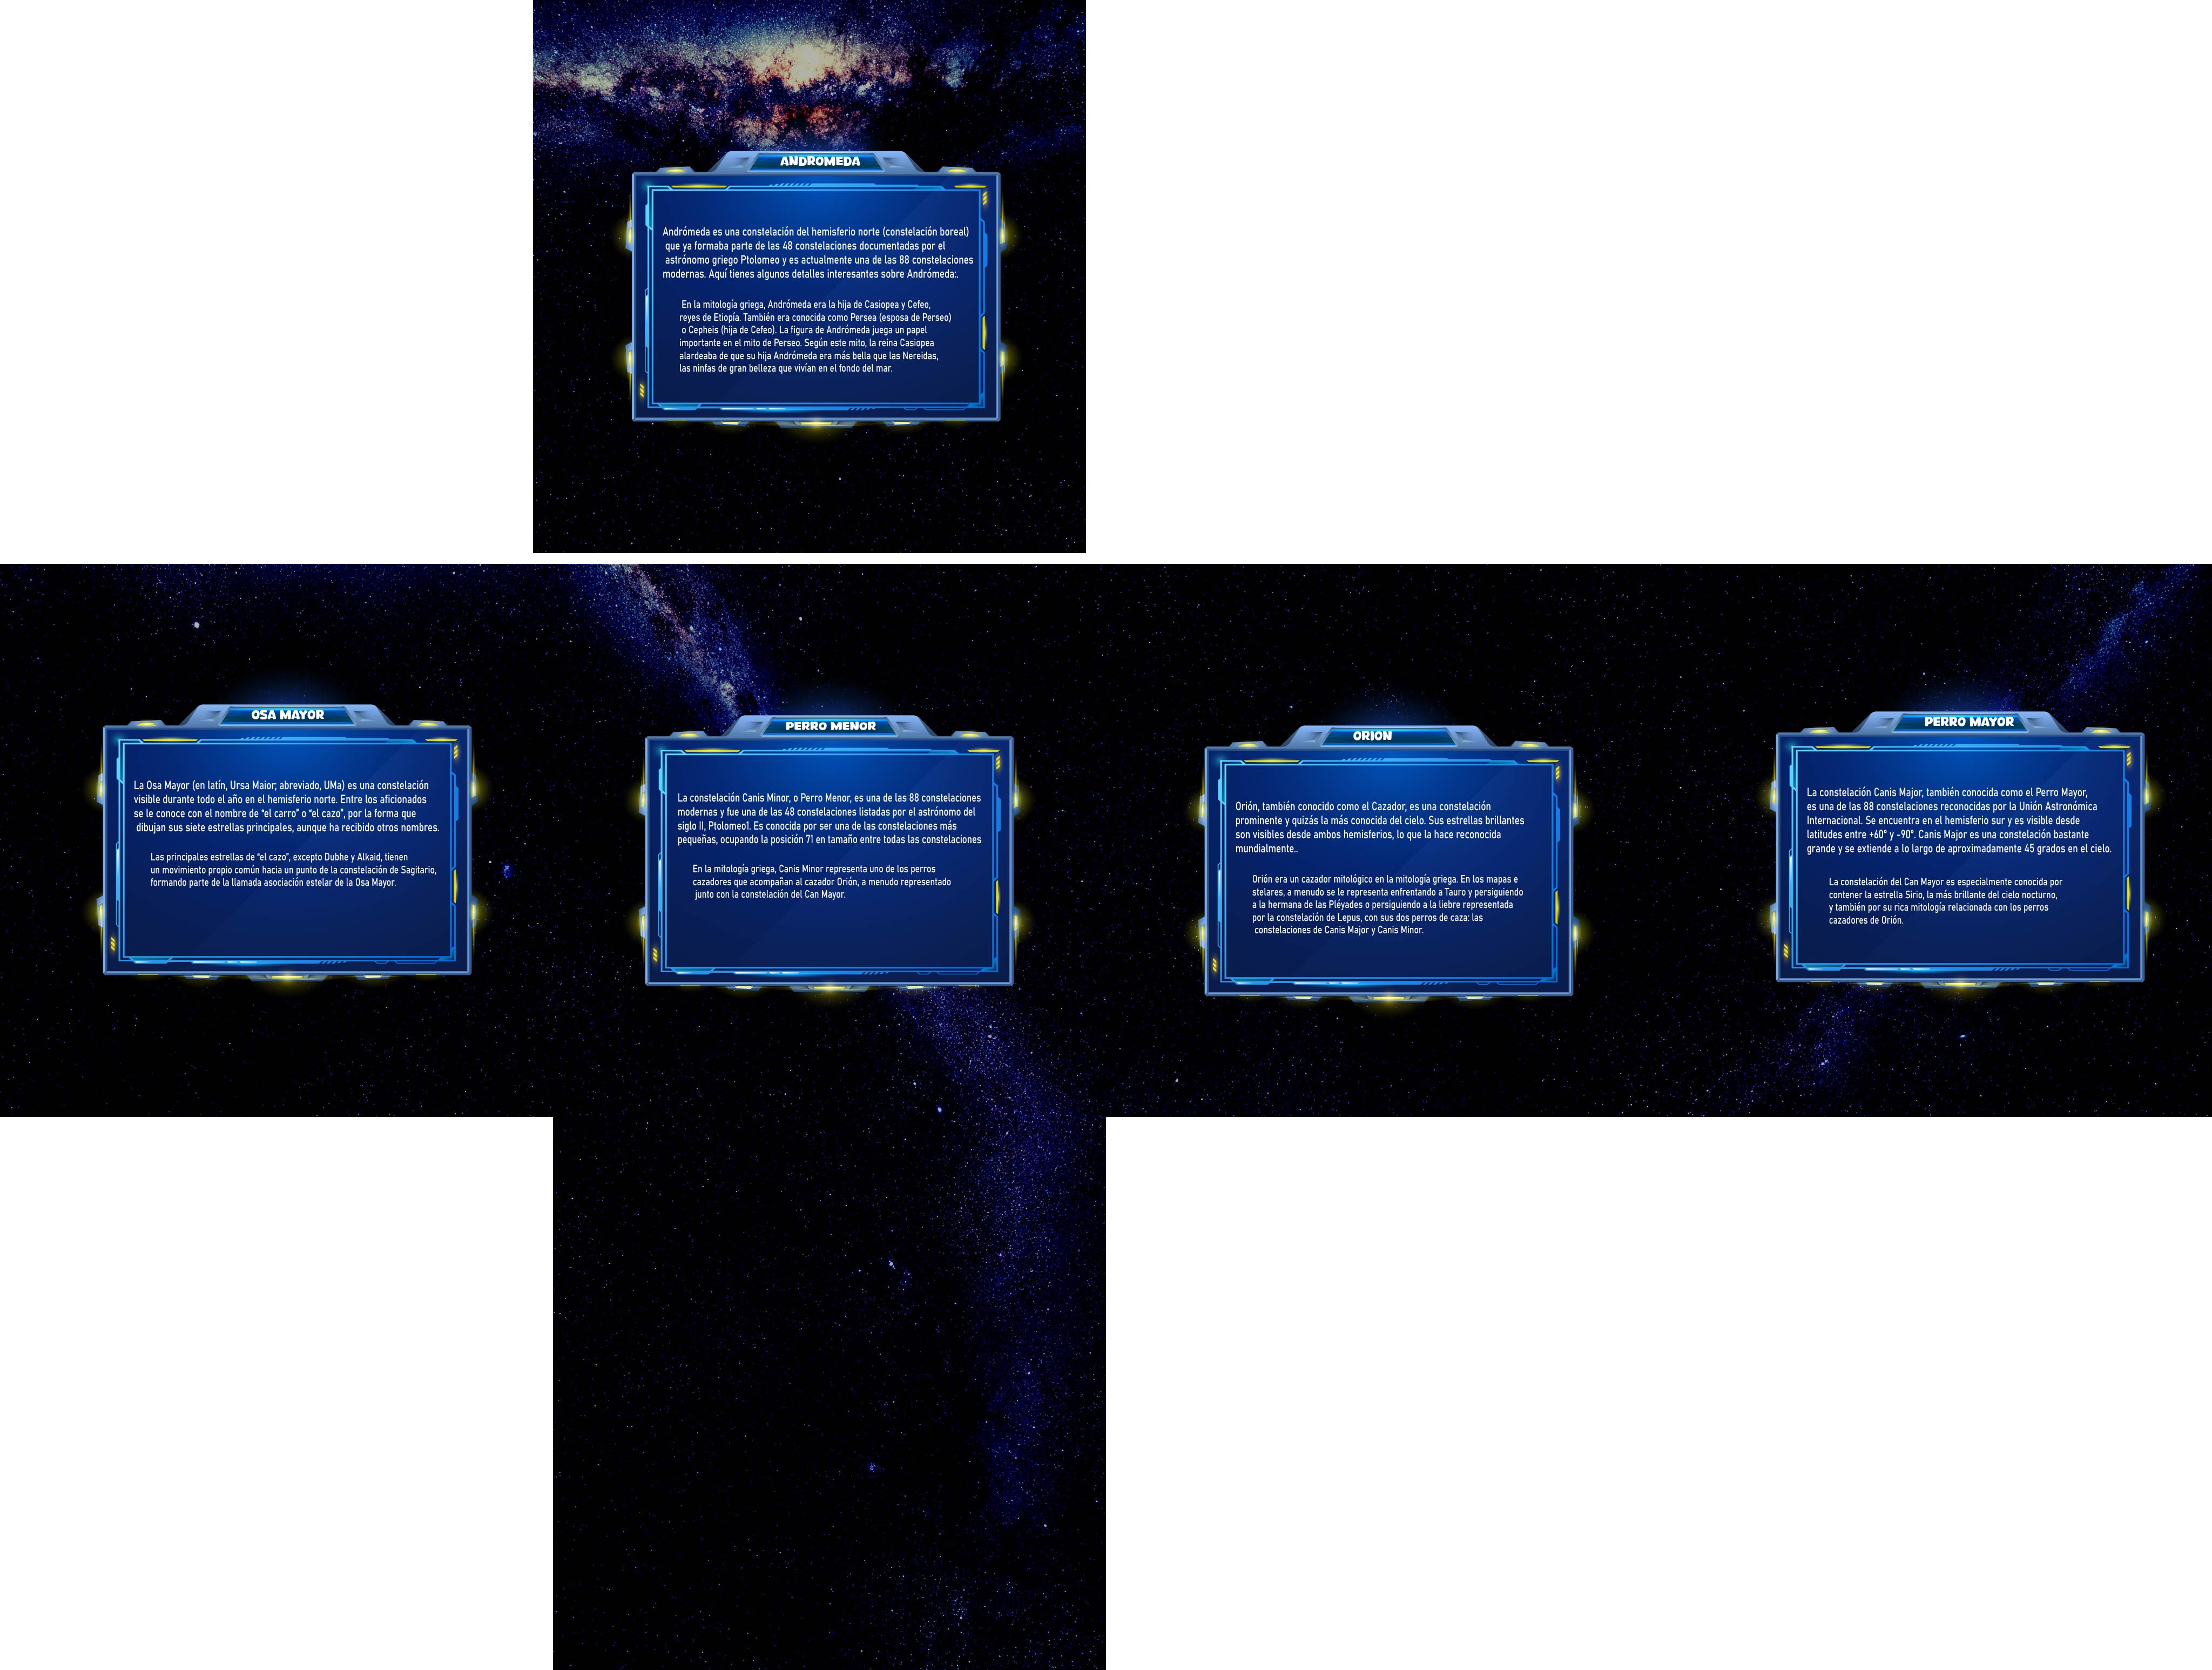 ANDROMEDA
Andrómeda es una constelación del hemisferio norte (constelación boreal)
que ya formaba parte de las 48 constelaciones documentadas por el
astrónomo griego Ptolomeo y es actualmente una de las 88 constelaciones
modernas. Aquí tienes algunos detalles interesantes sobre Andrómeda:.
En la mitología griega, Andrómeda era la hija de Casiopea y Cefeo,
reyes de Etiopía. También era conocida como Persea (esposa de Perseo)
o Cepheis (hija de Cefeo). La figura de Andrómeda juega un papel
importante en el mito de Perseo. Según este mito, la reina Casiopea
alardeaba de que su hija Andrómeda era más bella que las Nereidas,
las ninfas de gran belleza que vivían en el fondo del mar.
OSA MAYOR
La Osa Mayor (en latín, Ursa Maior; abreviado, UMa) es una constelación
visible durante todo el año en el hemisferio norte. Entre los aficionados
se le conoce con el nombre de "el carro" o "el cazo", por la forma que
dibujan sus siete estrellas principales, aunque ha recibido otros nombres.
Las principales estrellas de "el cazo", excepto Dubhe y Alkaid, tienen
un movimiento propio común hacia un punto de la constelación de Sagitario,
formando parte de la llamada asociación estelar de la Osa Mayor.
PERRO MENOR
La constelación Canis Minor, o Perro Menor, es una de las 88 constelaciones
modernas y fue una de las 48 constelaciones listadas por el astrónomo del
siglo II, Ptolomeo1. Es conocida por ser una de las constelaciones más
pequeñas, ocupando la posición 71 en tamaño entre todas las constelaciones
En la mitología griega, Canis Minor representa uno de los perros
cazadores que acompañan al cazador Orión, a menudo representado
junto con la constelación del Can Mayor.
ORION
Orión, también conocido como el Cazador, es una constelación
prominente y quizás la más conocida del cielo. Sus estrellas brillantes
son visibles desde ambos hemisferios, lo que la hace reconocida
mundialmente..
Orión era un cazador mitológico en la mitología griega. En los mapas e
stelares, a menudo se le representa enfrentando a Tauro y persiguiendo
a la hermana de las Pléyades o persiguiendo a la liebre representada
por la constelación de Lepus, con sus dos perros de caza: las
constelaciones de Canis Major y Canis Minor.
PERRO MAYOR
La constelación Canis Major, también conocida como el Perro Mayor,
es una de las 88 constelaciones reconocidas por la Unión Astronómica
Internacional. Se encuentra en el hemisferio sur y es visible desde
latitudes entre +60° y -90°. Canis Major es una constelación bastante
grande y se extiende a lo largo de aproximadamente 45 grados en el cielo.
La constelación del Can Mayor es especialmente conocida por
contener la estrella Sirio, la más brillante del cielo nocturno,
y también por su rica mitología relacionada con los perros
cazadores de Orión.